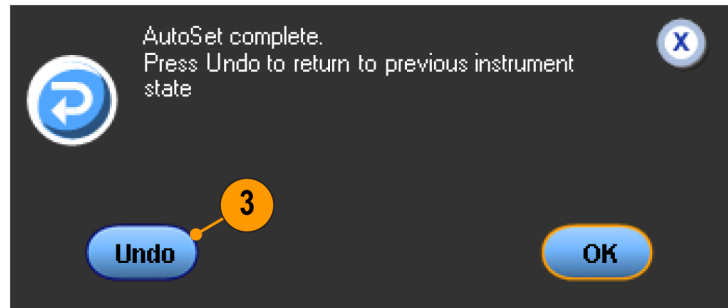 AutoSet complete.
X
Press Undo to return to previous instrument
state
3
Undo
OK